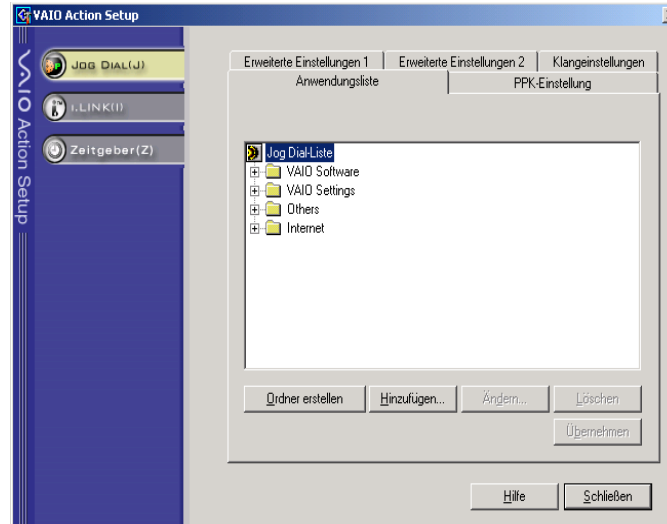 VAIO Action Setup
JOG DIAL(J)
i.LINK(I)
Zeitgeber(Z)
VAIO Action Setup
Erweiterte Einstellungen 1
Erweiterte Einstellungen 2
Klangeinstellungen
Anwendungsliste
PPK-Einstellung
Jog Dial-Liste
VAIO Software
VAIO Settings
Others
Internet
Ordner erstellen
Hinzufügen...
Ändern...
Löschen
Übernehmen
Hilfe
Schließen